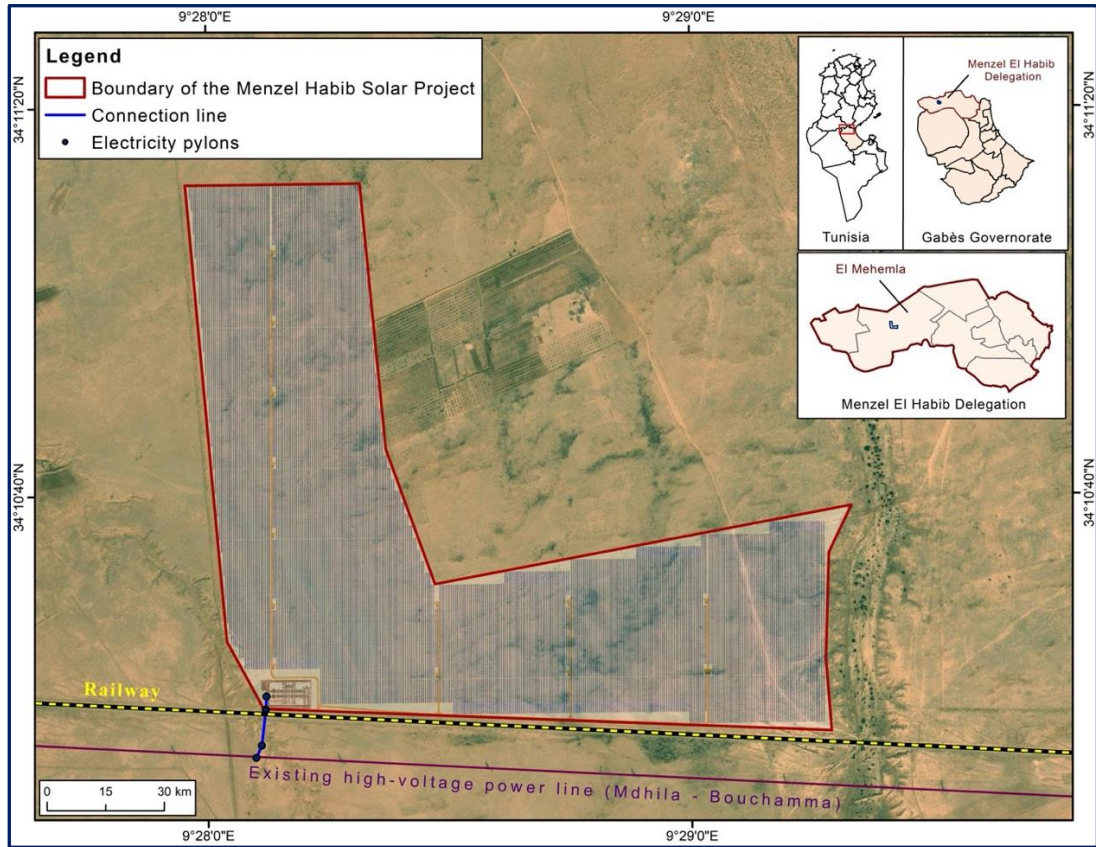 9°28'0"E
9°29'0"E
Legend
Boundary of the Menzel Habib Solar Project
Connection line
Electricity pylons
34°11'20"N
34°11'20"N
Menzel El Habib
Delegation
Tunisia
Gabès Governorate
El Mehemla
Menzel El Habib Delegation
34°10'40"N
34°10'40"N
Railway
Existing high-voltage power line (Mdhila - Bouchamma)
0 15 30 km
9°28'0"E
9°29'0"E